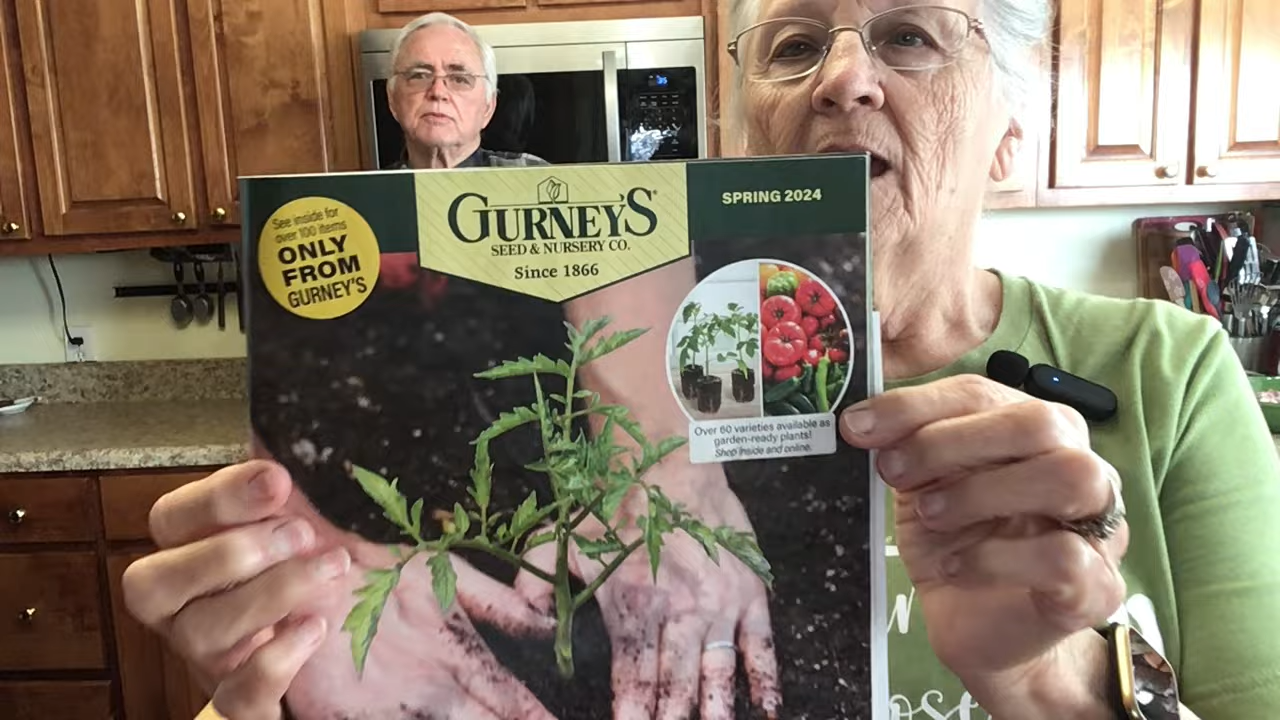 See inside for
over 100 items
ONLY
FROM
GURNEY'S
GURNEY'S
SEED & NURSERY CO.
Since 1866
SPRING 2024
Over 60 varieties available as
garden-ready plants!
Shop inside and online.